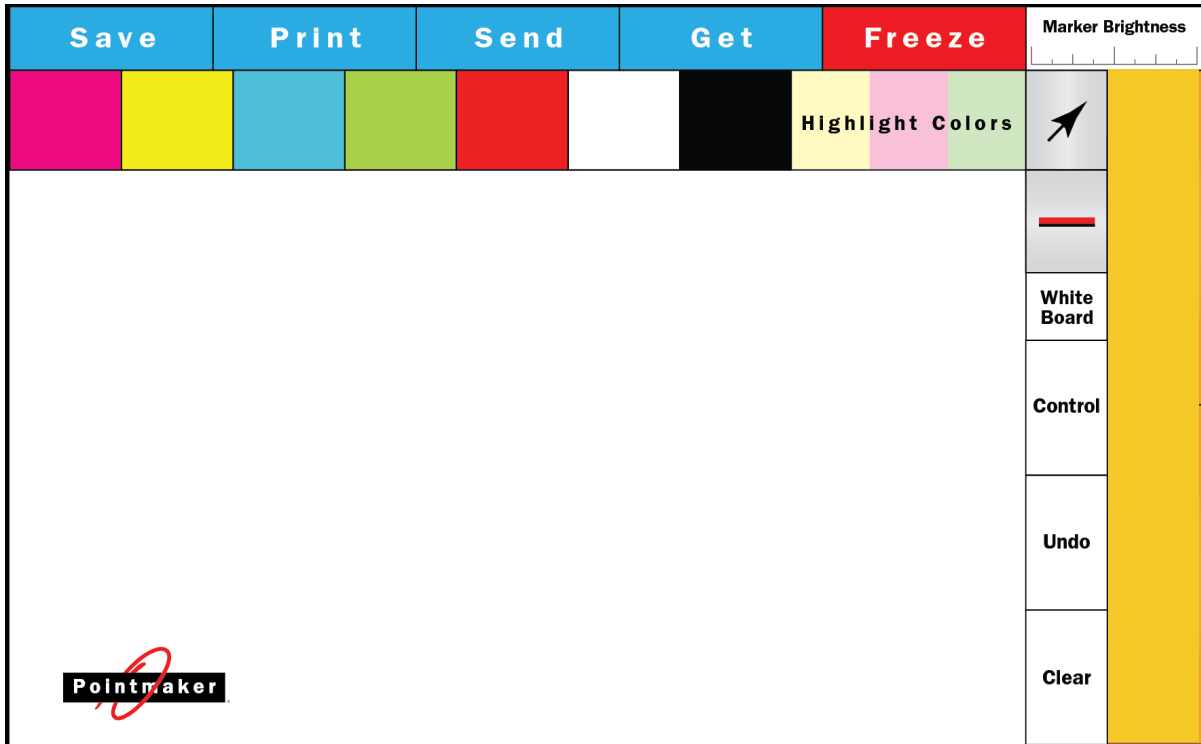 Save
Print
Send
Get
Freeze
Marker Brightness
Highlight Colors
White
Board
Control
Undo
Clear
Pointmaker